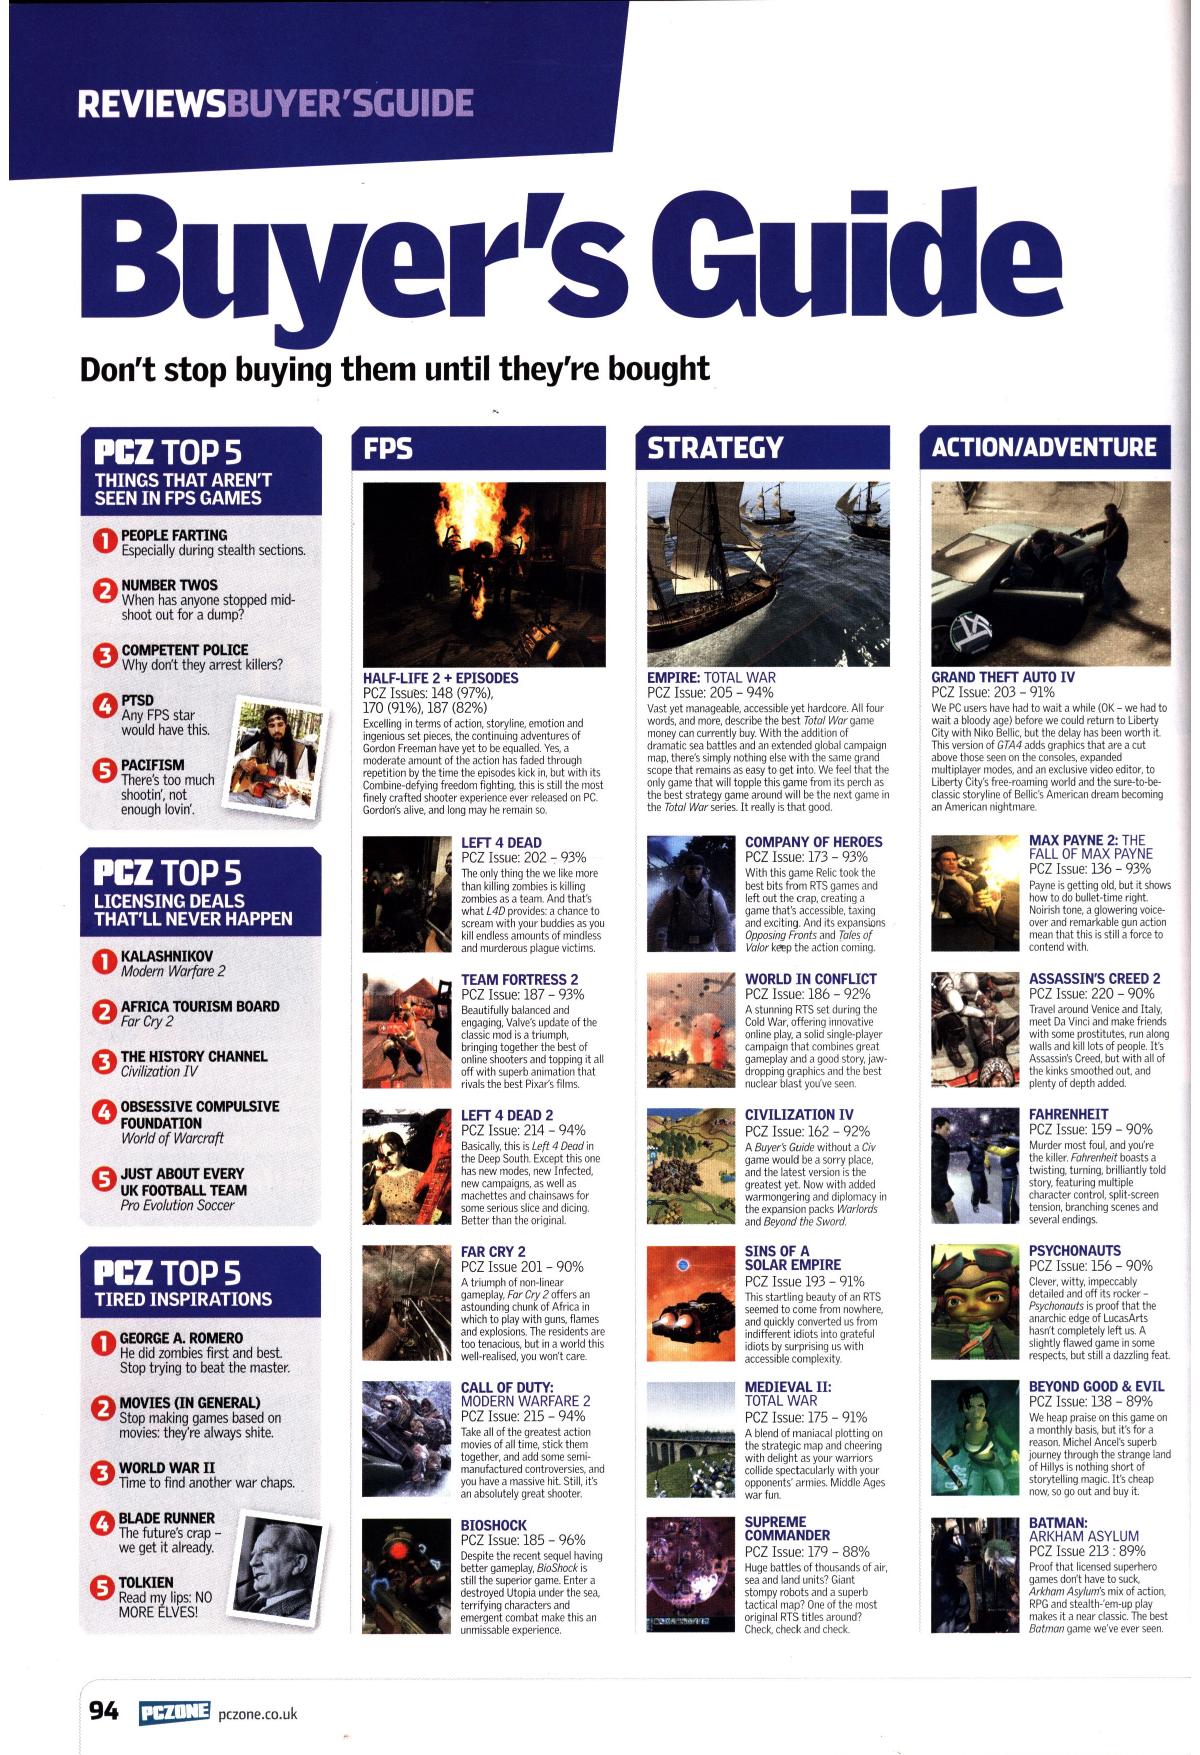 REVIEWSBUYER'SGUIDE
Buyer's Guide
Don't stop buying them until they're bought
PCZ TOP 5
THINGS THAT AREN'T
SEEN IN FPS GAMES
1 PEOPLE FARTING
Especially during stealth sections.
2 NUMBER TWOS
When has anyone stopped mid-
shoot out for a dump?
3 COMPETENT POLICE
Why don't they arrest killers?
4 PTSD
Any FPS star
would have this.
5 PACIFISM
There's too much
shootin', not
enough lovin'.
PCZ TOP 5
LICENSING DEALS
THAT'LL NEVER HAPPEN
1 KALASHNIKOV
Modern Warfare 2
2 AFRICA TOURISM BOARD
Far Cry 2
3 THE HISTORY CHANNEL
Civilization IV
4 OBSESSIVE COMPULSIVE
FOUNDATION
World of Warcraft
5 JUST ABOUT EVERY
UK FOOTBALL TEAM
Pro Evolution Soccer
PCZ TOP 5
TIRED INSPIRATIONS
1 GEORGE A. ROMERO
He did zombies first and best.
Stop trying to beat the master.
2 MOVIES (IN GENERAL)
Stop making games based on
movies: they're always shite.
3 WORLD WAR II
Time to find another war chaps.
4 BLADE RUNNER
The future's crap –
we get it already.
5 TOLKIEN
Read my lips: NO
MORE ELVES!
FPS
HALF-LIFE 2 + EPISODES
PCZ Issues: 148 (97%),
170 (91%), 187 (82%)
Excelling in terms of action, storyline, emotion and
ingenious set pieces, the continuing adventures of
Gordon Freeman have yet to be equalled. Yes, a
moderate amount of the action has faded through
repetition by the time the episodes kick in, but with its
Combine-defying freedom fighting, this is still the most
finely crafted shooter experience ever released on PC.
Gordon's alive, and long may he remain so.
LEFT 4 DEAD
PCZ Issue: 202 – 93%
The only thing the we like more
than killing zombies is killing
zombies as a team. And that's
what L4D provides: a chance to
scream with your buddies as you
kill endless amounts of mindless
and murderous plague victims.
TEAM FORTRESS 2
PCZ Issue: 187 – 93%
Beautifully balanced and
engaging, Valve's update of the
classic mod is a triumph,
bringing together the best of
online shooters and topping it all
off with superb animation that
rivals the best Pixar's films.
LEFT 4 DEAD 2
PCZ Issue: 214 – 94%
Basically, this is Left 4 Dead in
the Deep South. Except this one
has new modes, new Infected,
new campaigns, as well as
machettes and chainsaws for
some serious slice and dicing.
Better than the original.
FAR CRY 2
PCZ Issue 201 – 90%
A triumph of non-linear
gameplay, Far Cry 2 offers an
astounding chunk of Africa in
which to play with guns, flames
and explosions. The residents are
too tenacious, but in a world this
well-realised, you won't care.
CALL OF DUTY:
MODERN WARFARE 2
PCZ Issue: 215 – 94%
Take all of the greatest action
movies of all time, stick them
together, and add some semi-
manufactured controversies, and
you have a massive hit. Still, it's
an absolutely great shooter.
BIOSHOCK
PCZ Issue: 185 – 96%
Despite the recent sequel having
better gameplay, BioShock is
still the superior game. Enter a
destroyed Utopia under the sea,
terrifying characters and
emergent combat make this an
unmissable experience.
STRATEGY
EMPIRE: TOTAL WAR
PCZ Issue: 205 – 94%
Vast yet manageable, accessible yet hardcore. All four
words, and more, describe the best Total War game
money can currently buy. With the addition of
dramatic sea battles and an extended global campaign
map, there's simply nothing else with the same grand
scope that remains as easy to get into. We feel that the
only game that will topple this game from its perch as
the best strategy game around will be the next game in
the Total War series. It really is that good.
COMPANY OF HEROES
PCZ Issue: 173 – 93%
With this game Relic took the
best bits from RTS games and
left out the crap, creating a
game that's accessible, taxing
and exciting. And its expansions
Opposing Fronts and Tales of
Valor keep the action coming.
WORLD IN CONFLICT
PCZ Issue: 186 – 92%
A stunning RTS set during the
Cold War, offering innovative
online play, a solid single-player
campaign that combines great
gameplay and a good story, jaw-
dropping graphics and the best
nuclear blast you've seen.
CIVILIZATION IV
PCZ Issue: 162 – 92%
A Buyer's Guide without a Civ
game would be a sorry place,
and the latest version is the
greatest yet. Now with added
warmongering and diplomacy in
the expansion packs Warlords
and Beyond the Sword.
SINS OF A
SOLAR EMPIRE
PCZ Issue 193 – 91%
This startling beauty of an RTS
seemed to come from nowhere,
and quickly converted us from
indifferent idiots into grateful
idiots by surprising us with
accessible complexity.
MEDIEVAL II:
TOTAL WAR
PCZ Issue: 175 – 91%
A blend of maniacal plotting on
the strategic map and cheering
with delight as your warriors
collide spectacularly with your
opponents' armies. Middle Ages
war fun.
SUPREME
COMMANDER
PCZ Issue: 179 – 88%
Huge battles of thousands of air,
sea and land units? Giant
stompy robots and a superb
tactical map? One of the most
original RTS titles around?
Check, check and check.
ACTION/ADVENTURE
GRAND THEFT AUTO IV
PCZ Issue: 203 – 91%
We PC users have had to wait a while (OK – we had to
wait a bloody age) before we could return to Liberty
City with Niko Bellic, but the delay has been worth it.
This version of GTA4 adds graphics that are a cut
above those seen on the consoles, expanded
multiplayer modes, and an exclusive video editor, to
Liberty City's free-roaming world and the sure-to-be-
classic storyline of Bellic's American dream becoming
an American nightmare.
MAX PAYNE 2: THE
FALL OF MAX PAYNE
PCZ Issue: 136 – 93%
Payne is getting old, but it shows
how to do bullet-time right.
Noirish tone, a glowering voice-
over and remarkable gun action
mean that this is still a force to
contend with.
ASSASSIN'S CREED 2
PCZ Issue: 220 – 90%
Travel around Venice and Italy,
meet Da Vinci and make friends
with some prostitutes, run along
walls and kill lots of people. It's
Assassin's Creed, but with all of
the kinks smoothed out, and
plenty of depth added.
FAHRENHEIT
PCZ Issue: 159 – 90%
Murder most foul, and you're
the killer. Fahrenheit boasts a
twisting, turning, brilliantly told
story, featuring multiple
character control, split-screen
tension, branching scenes and
several endings.
PSYCHONAUTS
PCZ Issue: 156 – 90%
Clever, witty, impeccably
detailed and off its rocker –
Psychonauts is proof that the
anarchic edge of LucasArts
hasn't completely left us. A
slightly flawed game in some
respects, but still a dazzling feat.
BEYOND GOOD & EVIL
PCZ Issue: 138 – 89%
We heap praise on this game on
a monthly basis, but it's for a
reason. Michel Ancel's superb
journey through the strange land
of Hillys is nothing short of
storytelling magic. It's cheap
now, so go out and buy it.
BATMAN:
ARKHAM ASYLUM
PCZ Issue 213 : 89%
Proof that licensed superhero
games don't have to suck,
Arkham Asylum's mix of action,
RPG and stealth-'em-up play
makes it a near classic. The best
Batman game we've ever seen.
94 PCZONE pczone.co.uk